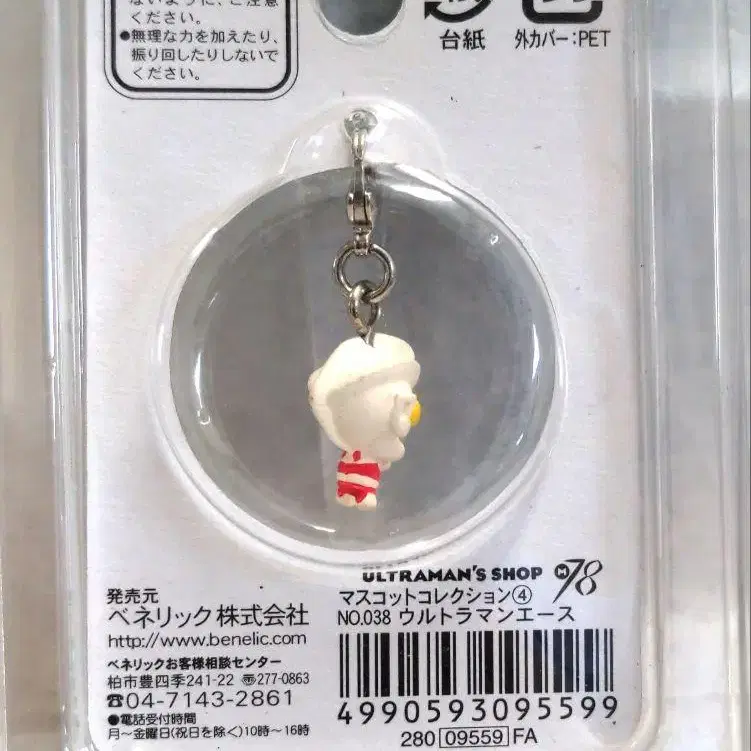 ないように、ご注意
ください。
●無理な力を加えたり、
振り回したりしないで
ください。
台紙 外カバー:PET
ULTRAMAN'S SHOP M78
マスコットコレクション④
NO.038 ウルトラマンエース
発売元
ベネリック株式会社
http://www.benelic.com
ベネリックお客様相談センター
柏市豊四季241-22 〠277-0863
☎04-7143-2861
●電話受付時間
月〜金曜日(祝日を除く)10時〜16時
4990593095599
280 09559 FA